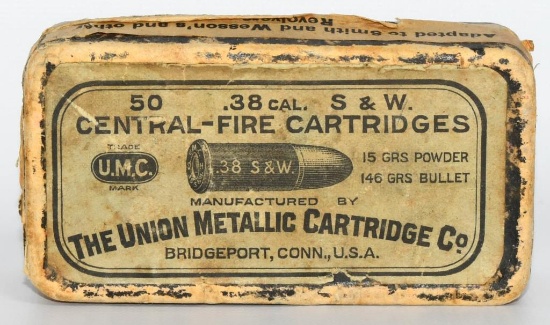 Adapted to Smith and Wesson's and other
Revolvers
50 .38 CAL. S & W.
CENTRAL-FIRE CARTRIDGES
TRADE
U.M.C.
MARK
.38 S&W.
15 GRS POWDER
146 GRS BULLET
MANUFACTURED BY
THE UNION METALLIC CARTRIDGE Co
BRIDGEPORT, CONN., U.S.A.